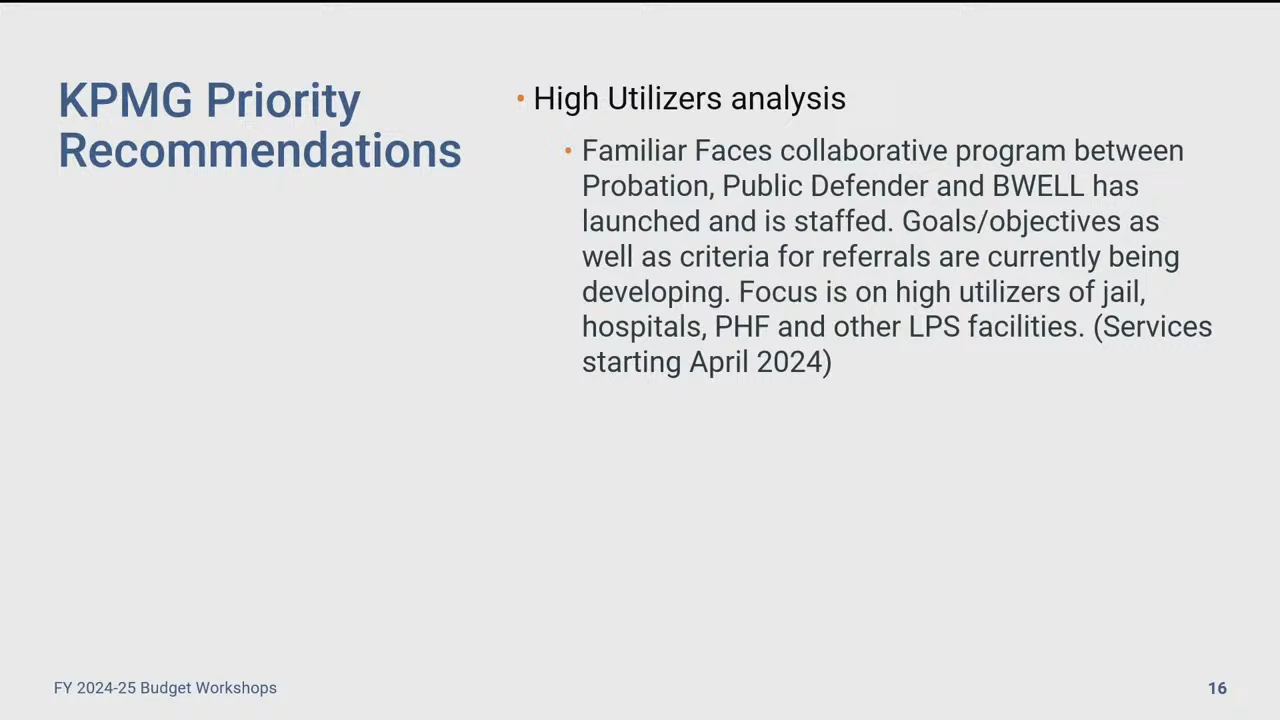 KPMG Priority
Recommendations
• High Utilizers analysis
• Familiar Faces collaborative program between
Probation, Public Defender and BWELL has
launched and is staffed. Goals/objectives as
well as criteria for referrals are currently being
developing. Focus is on high utilizers of jail,
hospitals, PHF and other LPS facilities. (Services
starting April 2024)
FY 2024-25 Budget Workshops
16